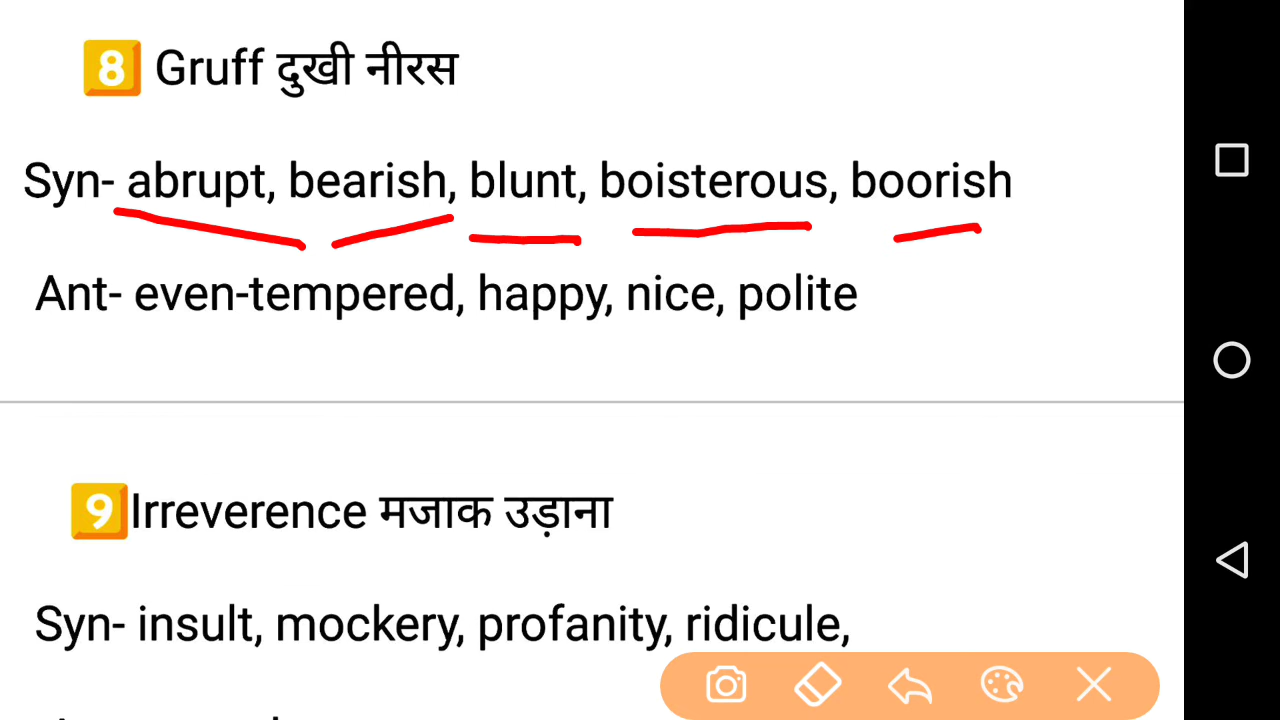 8 Gruff दुखी नीरस
Syn- abrupt, bearish, blunt, boisterous, boorish
Ant- even-tempered, happy, nice, polite
9 Irreverence मजाक उड़ाना
Syn- insult, mockery, profanity, ridicule,